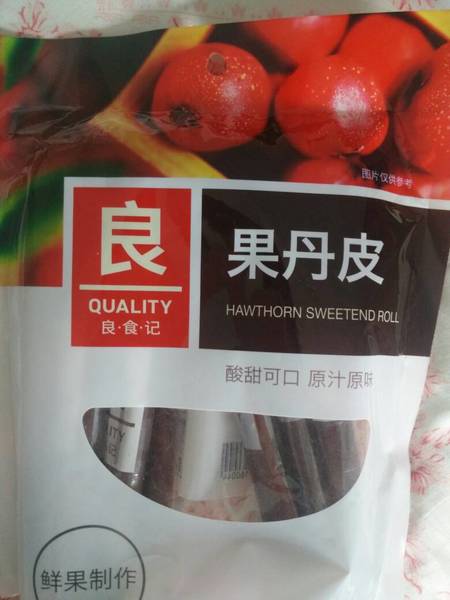 图片仅供参考
良
QUALITY
良·食·记
果丹皮
HAWTHORN SWEETEND ROLL
酸甜可口 原汁原味
ITY
鲜果制作